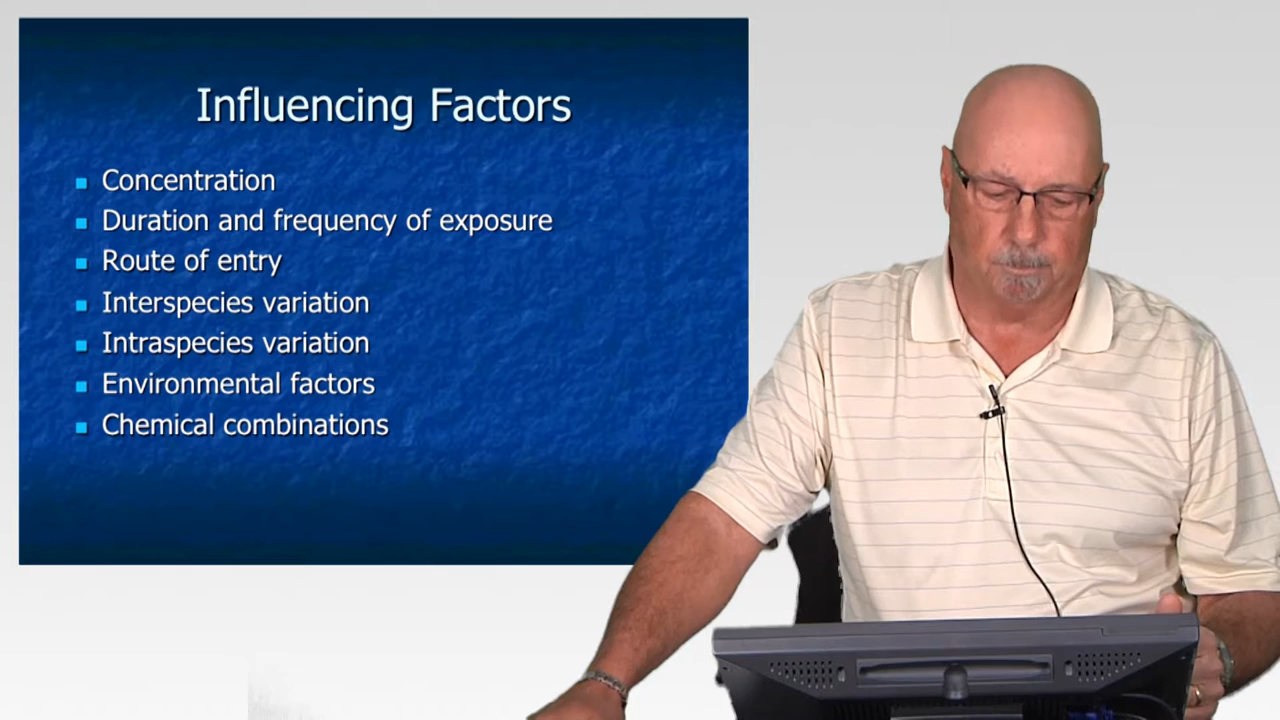 Influencing Factors
Concentration
Duration and frequency of exposure
Route of entry
Interspecies variation
Intraspecies variation
Environmental factors
Chemical combinations